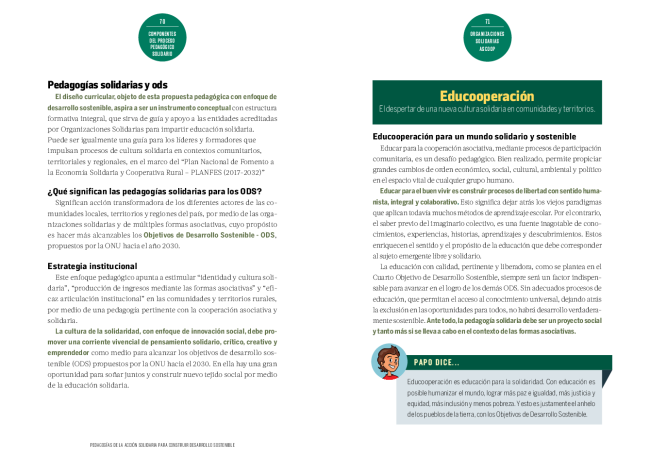 70
COMPONENTES
DEL PROCESO
PEDAGÓGICO
SOLIDARIO
Pedagogías solidarias y ods
El diseño curricular, objeto de esta propuesta pedagógica con enfoque de
desarrollo sostenible, aspira a ser un instrumento conceptual con estructura
formativa integral, que sirva de guía y apoyo a las entidades acreditadas
por Organizaciones Solidarias para impartir educación solidaria.
Puede ser igualmente una guía para los líderes y formadores que
impulsan procesos de cultura solidaria en contextos comunitarios,
territoriales y regionales, en el marco del “Plan Nacional de Fomento a
la Economía Solidaria y Cooperativa Rural – PLANFES (2017-2032)”
¿Qué significan las pedagogías solidarias para los ODS?
Significan acción transformadora de los diferentes actores de las co-
munidades locales, territorios y regiones del país, por medio de las orga-
nizaciones solidarias y de múltiples formas asociativas, cuyo propósito
es hacer más alcanzables los Objetivos de Desarrollo Sostenible - ODS,
propuestos por la ONU hacia el año 2030.
Estrategia institucional
Este enfoque pedagógico apunta a estimular “identidad y cultura soli-
daria”, “producción de ingresos mediante las formas asociativas” y “efi-
caz articulación institucional” en las comunidades y territorios rurales,
por medio de una pedagogía pertinente con la cooperación asociativa y
solidaria.
La cultura de la solidaridad, con enfoque de innovación social, debe pro-
mover una corriente vivencial de pensamiento solidario, crítico, creativo y
emprendedor como medio para alcanzar los objetivos de desarrollo sos-
tenible (ODS) propuestos por la ONU hacia el 2030. En ella hay una gran
oportunidad para soñar juntos y construir nuevo tejido social por medio
de la educación solidaria.
PEDAGOGÍAS DE LA ACCIÓN SOLIDARIA PARA CONSTRUIR DESARROLLO SOSTENIBLE
71
ORGANIZACIONES
SOLIDARIAS
ASCOOP
Educooperación
El despertar de una nueva cultura solidaria en comunidades y territorios.
Educooperación para un mundo solidario y sostenible
Educar para la cooperación asociativa, mediante procesos de participación
comunitaria, es un desafío pedagógico. Bien realizado, permite propiciar
grandes cambios de orden económico, social, cultural, ambiental y político
en el espacio vital de cualquier grupo humano.
Educar para el buen vivir es construir procesos de libertad con sentido huma-
nista, integral y colaborativo. Esto significa dejar atrás los viejos paradigmas
que aplican todavía muchos métodos de aprendizaje escolar. Por el contrario,
el saber previo del imaginario colectivo, es una fuente inagotable de cono-
cimientos, experiencias, historias, aprendizajes y descubrimientos. Estos
enriquecen el sentido y el propósito de la educación que debe corresponder
al sujeto emergente libre y solidario.
La educación con calidad, pertinente y liberadora, como se plantea en el
Cuarto Objetivo de Desarrollo Sostenible, siempre será un factor indispen-
sable para avanzar en el logro de los demás ODS. Sin adecuados procesos de
educación, que permitan el acceso al conocimiento universal, dejando atrás
la exclusión en las oportunidades para todos, no habrá desarrollo verdadera-
mente sostenible. Ante todo, la pedagogía solidaria debe ser un proyecto social
y tanto más si se lleva a cabo en el contexto de las formas asociativas.
PAPO DICE...
Educooperación es educación para la solidaridad. Con educación es
posible humanizar el mundo, lograr más paz e igualdad, más justicia y
equidad, más inclusión y menos pobreza. Y esto es justamente el anhelo
de los pueblos de la tierra, con los Objetivos de Desarrollo Sostenible.